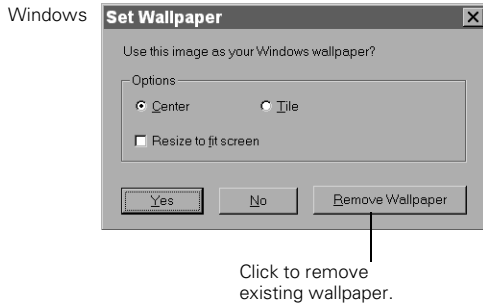 Windows
Set Wallpaper
Use this image as your Windows wallpaper?
Options
Center
Tile
Resize to fit screen
Yes
No
Remove Wallpaper
Click to remove
existing wallpaper.